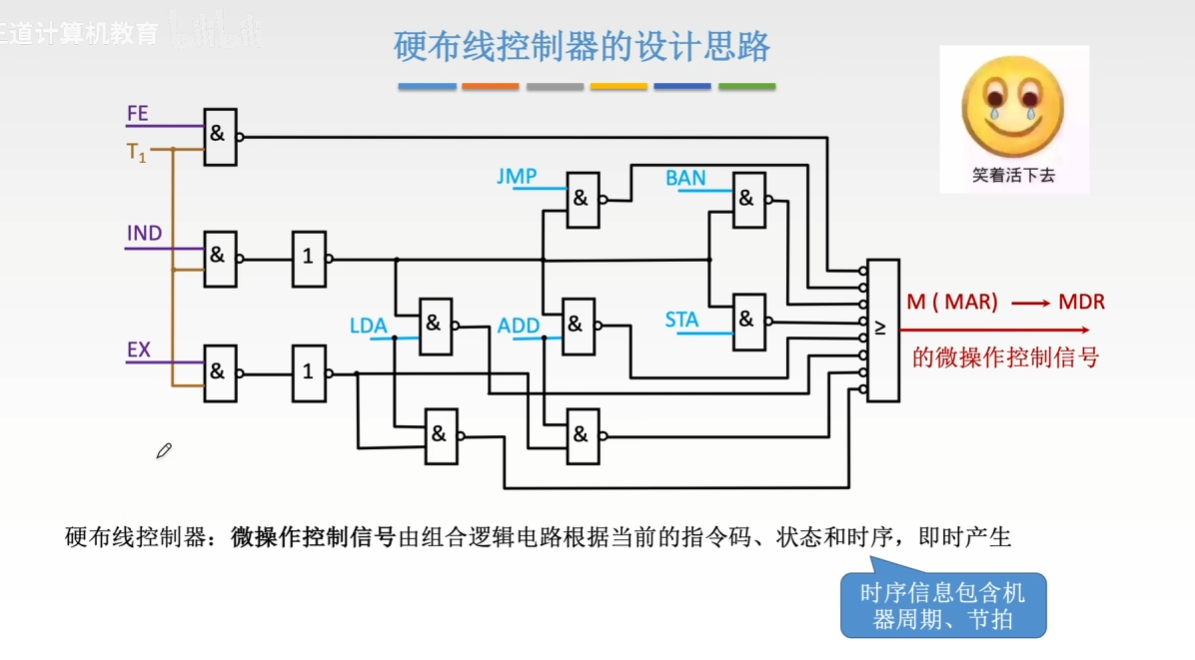 王道计算机教育 bilibili
硬布线控制器的设计思路
笑着活下去
FE
&
T1
JMP
&
BAN
&
IND
&
1
LDA
&
ADD
&
STA
&
≥
M ( MAR) → MDR
的微操作控制信号
EX
&
1
&
&
硬布线控制器：微操作控制信号由组合逻辑电路根据当前的指令码、状态和时序，即时产生
时序信息包含机
器周期、节拍